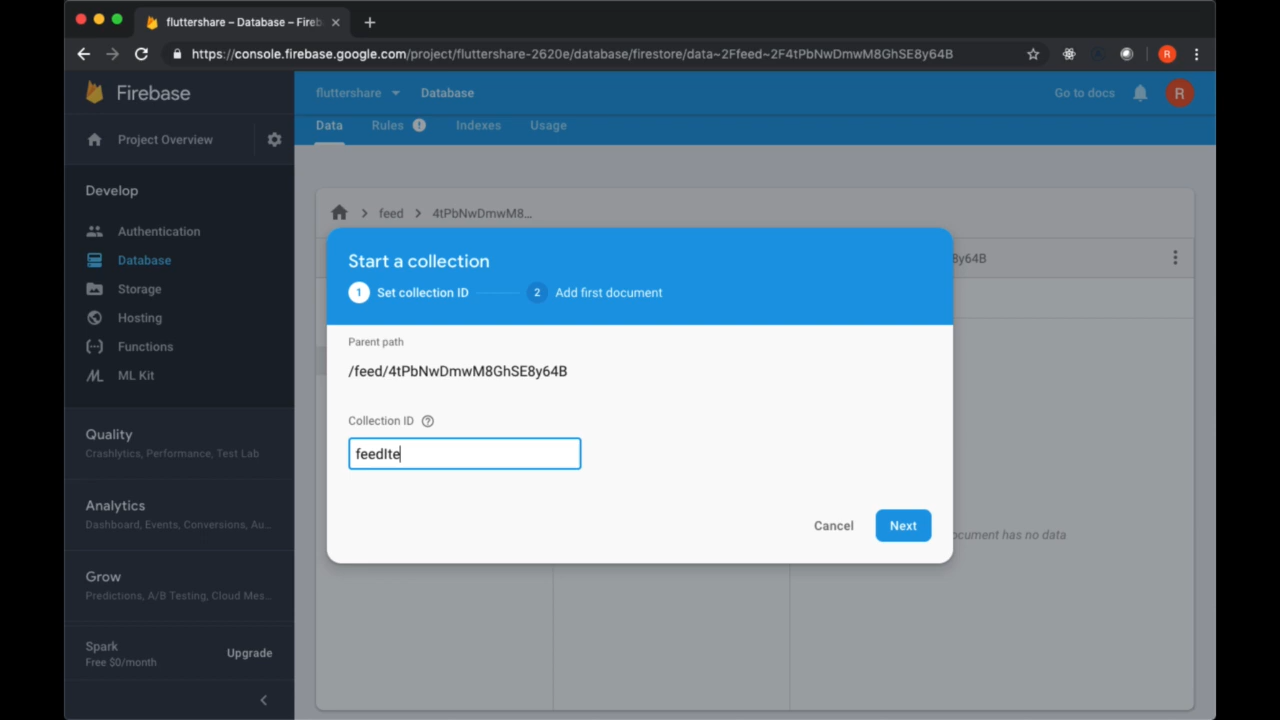 fluttershare – Database – Fireb
https://console.firebase.google.com/project/fluttershare-2620e/database/firestore/data~2Ffeed~2F4tPbNwDmwM8GhSE8y64B
R
Firebase
fluttershare
Database
Go to docs
R
Project Overview
Data
Rules
Indexes
Usage
Develop
Authentication
Database
Storage
Hosting
Functions
ML Kit
Quality
Crashlytics, Performance, Test Lab
Analytics
Dashboard, Events, Conversions, Au...
Grow
Predictions, A/B Testing, Cloud Mes...
Spark
Free $0/month
Upgrade
feed
4tPbNwDmwM8...
8y64B
Start a collection
1 Set collection ID
2 Add first document
Parent path
/feed/4tPbNwDmwM8GhSE8y64B
Collection ID
feedIte
Cancel
Next
document has no data